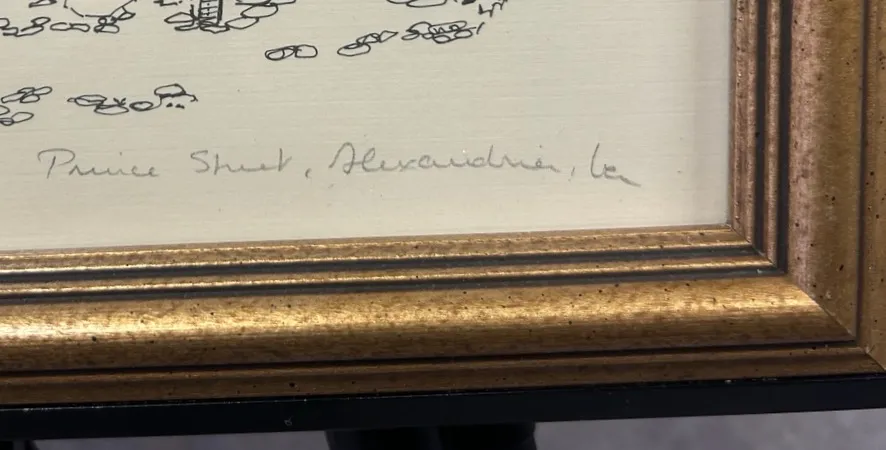 Prince Street, Alexandria, Va